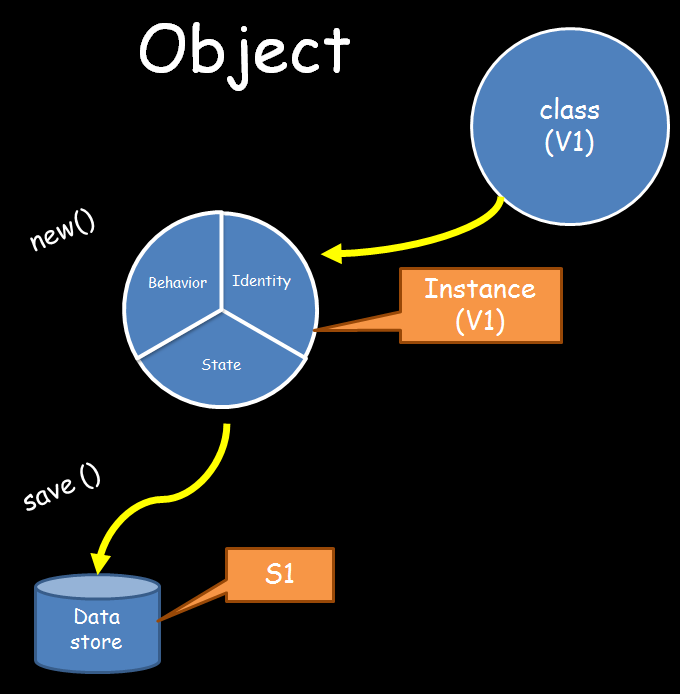 Object
class
(V1)
new()
Behavior
Identity
Instance
(V1)
State
save ()
S1
Data
store